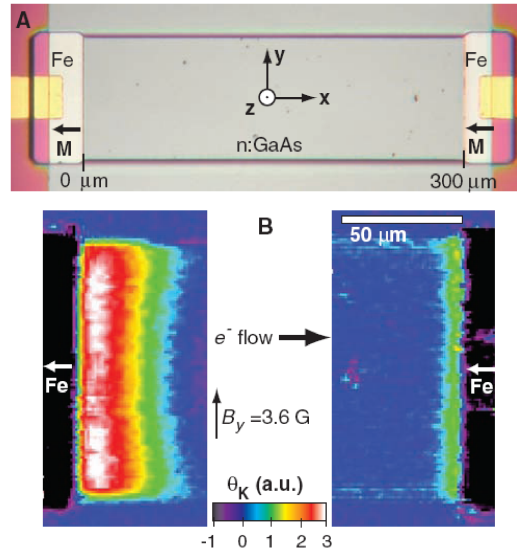 A
Fe
Fe
y
z
x
M
M
n:GaAs
0 μm
300 μm
B
50 μm
e⁻ flow
Fe
Fe
B_y =3.6 G
θ_K (a.u.)
-1 0 1 2 3